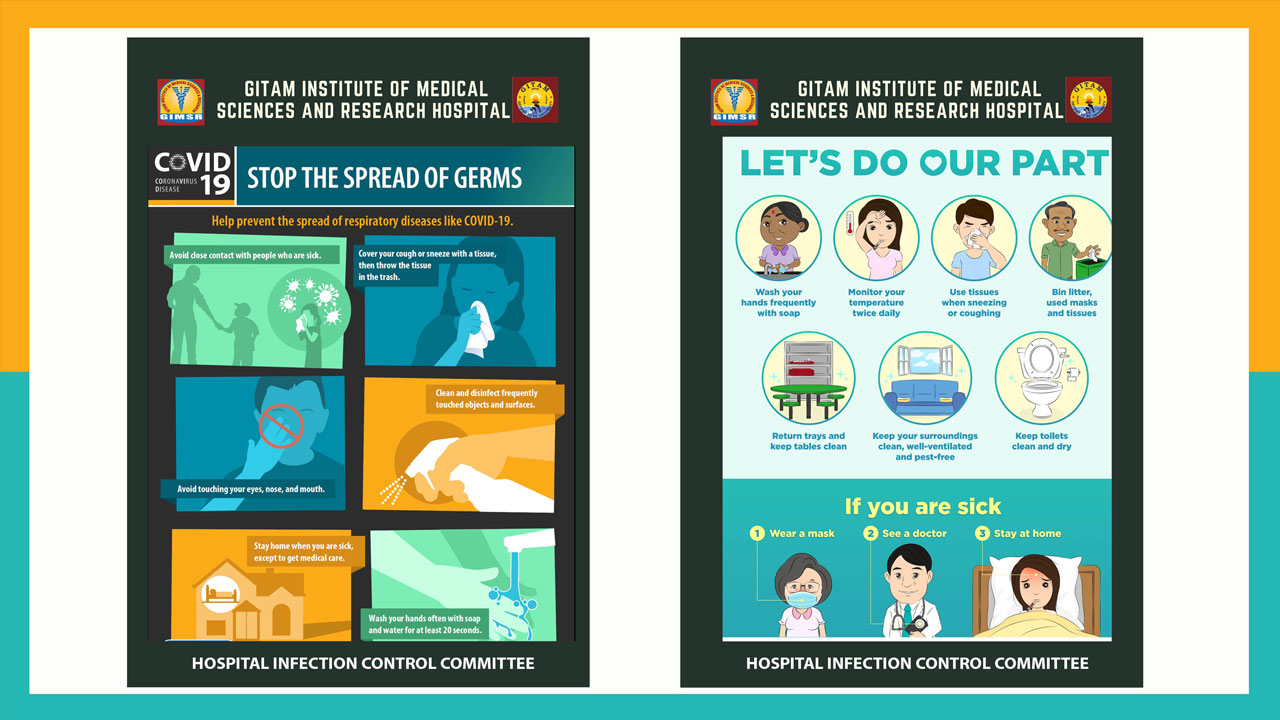 GIMSR
GITAM INSTITUTE OF MEDICAL
SCIENCES AND RESEARCH HOSPITAL
GITAM
COVID
CORONAVIRUS
DISEASE
19
STOP THE SPREAD OF GERMS
Help prevent the spread of respiratory diseases like COVID-19.
Avoid close contact with people who are sick.
Cover your cough or sneeze with a tissue,
then throw the tissue
in the trash.
Avoid touching your eyes, nose, and mouth.
Clean and disinfect frequently
touched objects and surfaces.
Stay home when you are sick,
except to get medical care.
Wash your hands often with soap
and water for at least 20 seconds.
HOSPITAL INFECTION CONTROL COMMITTEE
GIMSR
GITAM INSTITUTE OF MEDICAL
SCIENCES AND RESEARCH HOSPITAL
GITAM
LET'S DO OUR PART
Wash your
hands frequently
with soap
Monitor your
temperature
twice daily
Use tissues
when sneezing
or coughing
Bin litter,
used masks
and tissues
Return trays and
keep tables clean
Keep your surroundings
clean, well-ventilated
and pest-free
Keep toilets
clean and dry
If you are sick
1 Wear a mask
2 See a doctor
3 Stay at home
HOSPITAL INFECTION CONTROL COMMITTEE